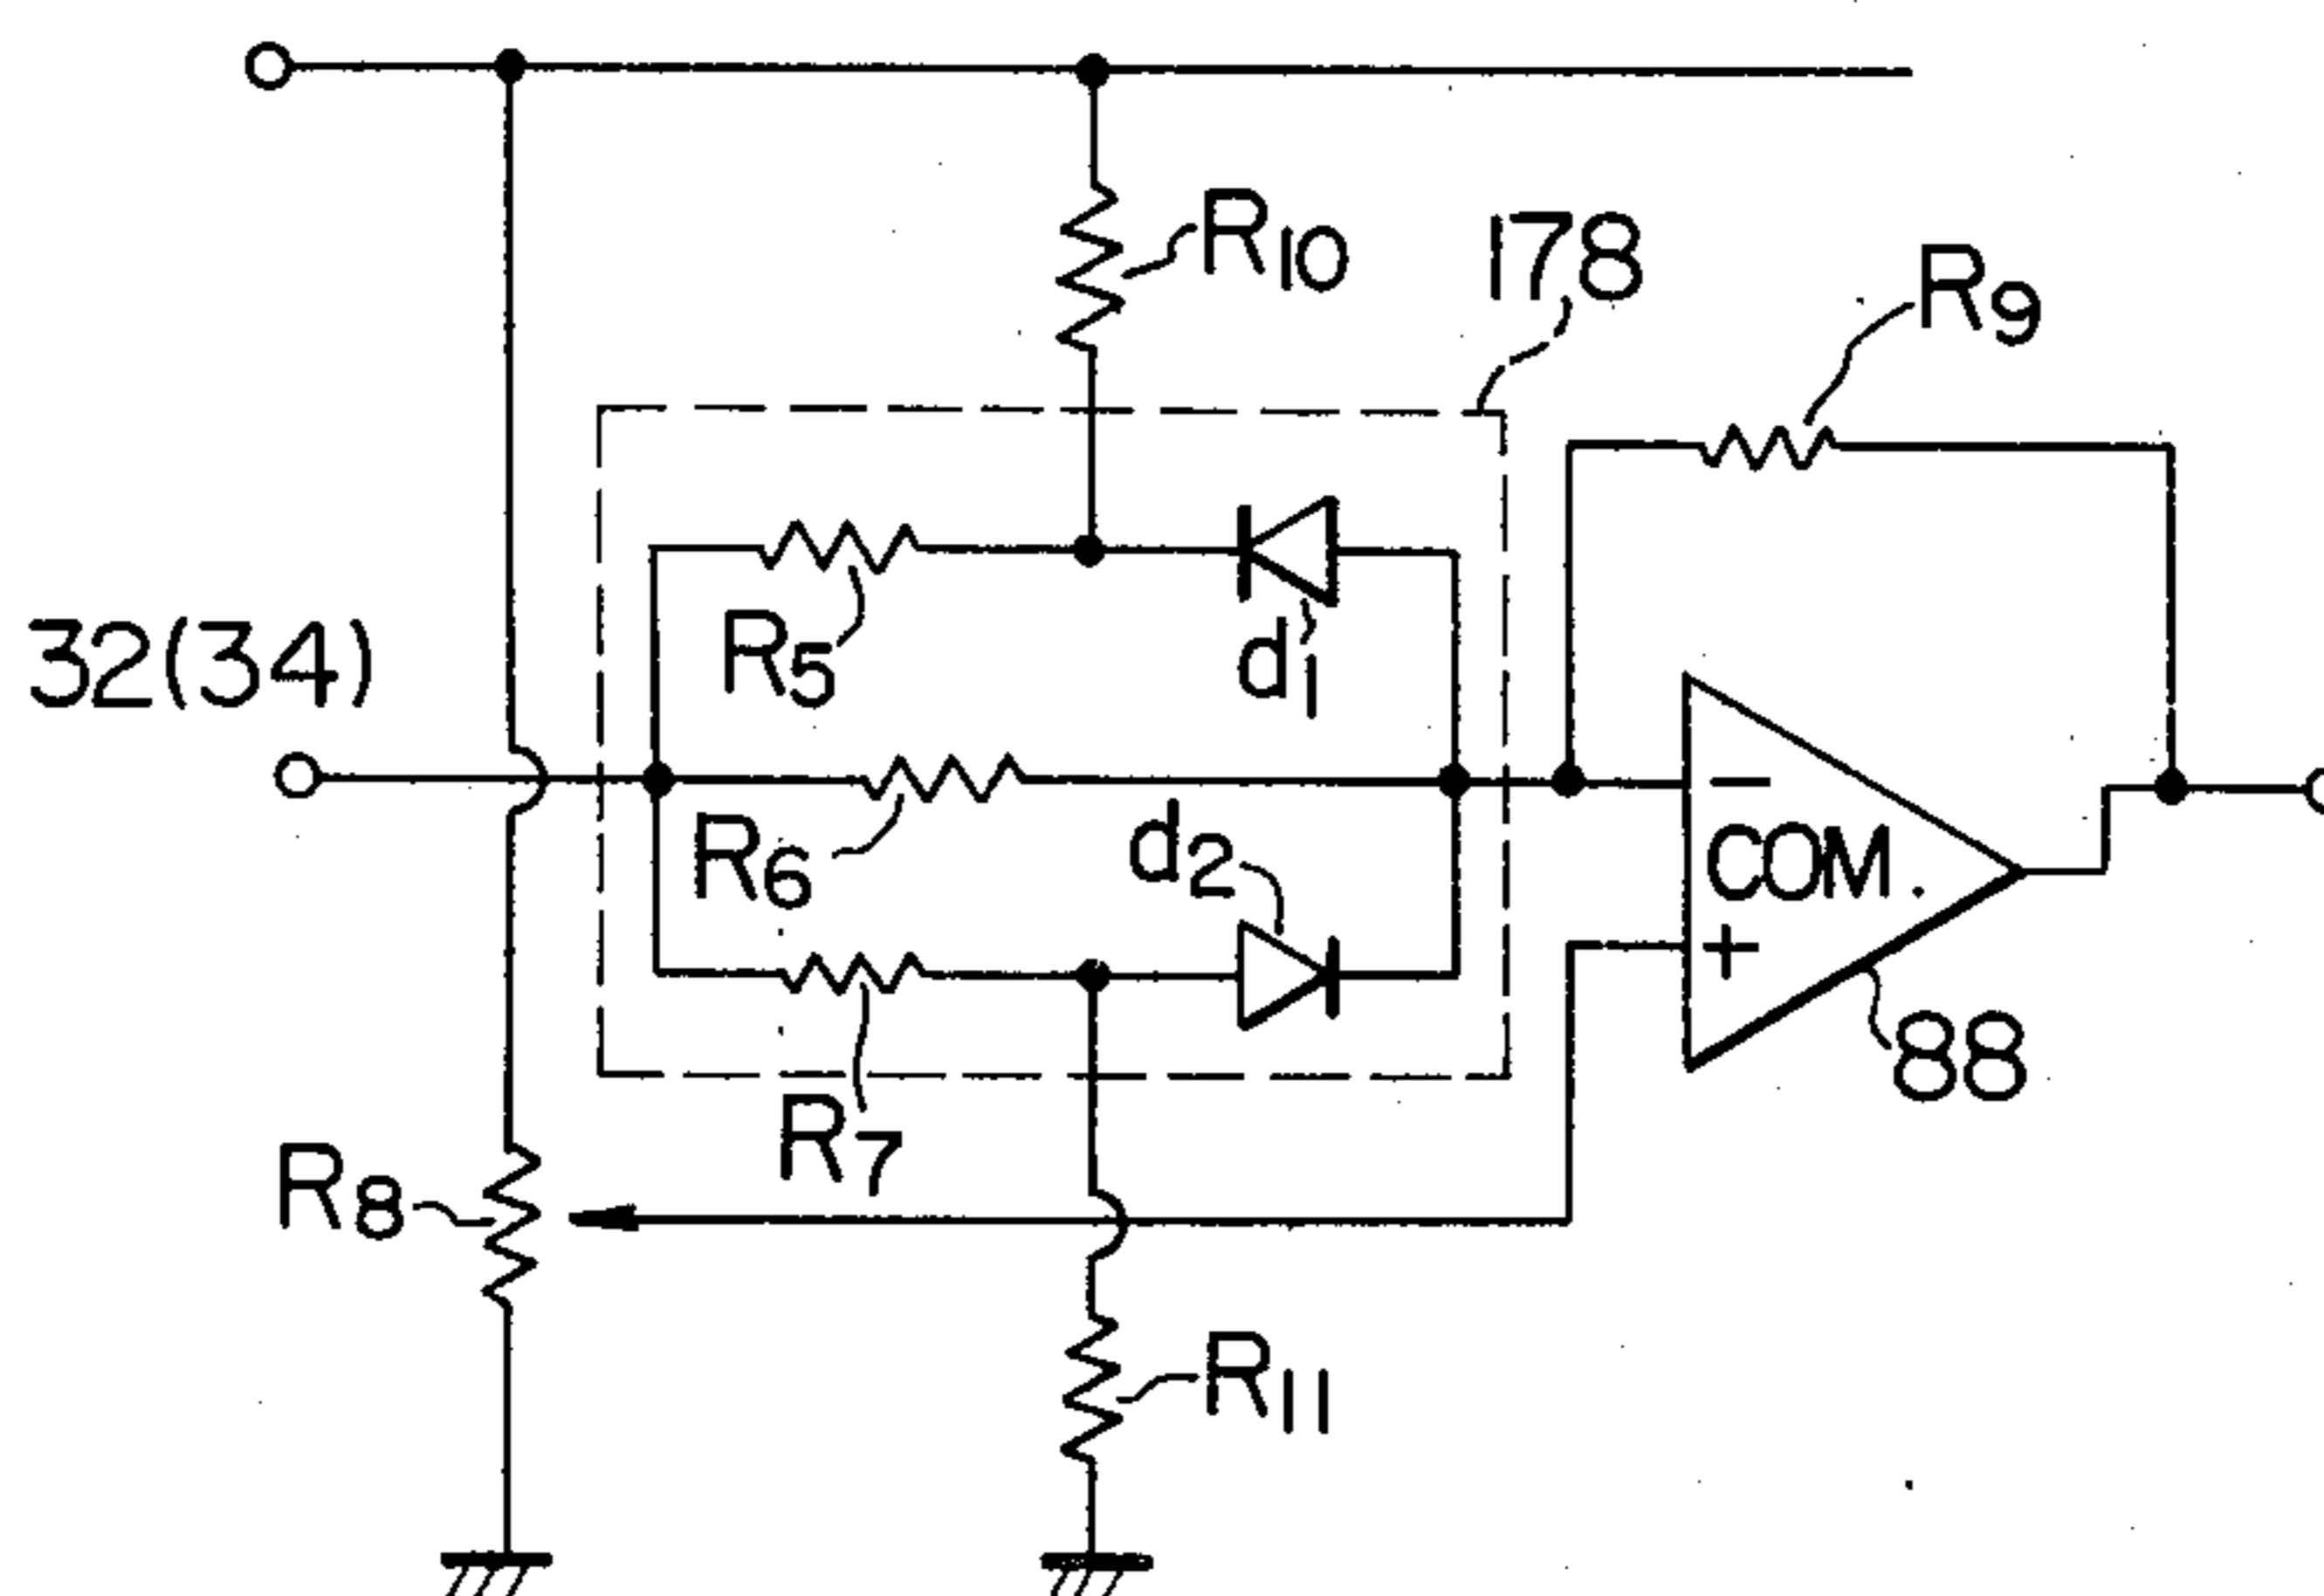 R10
178
R9
32(34)
R5
d1
R6
d2
−
COM.
+
88
R7
R8
R11